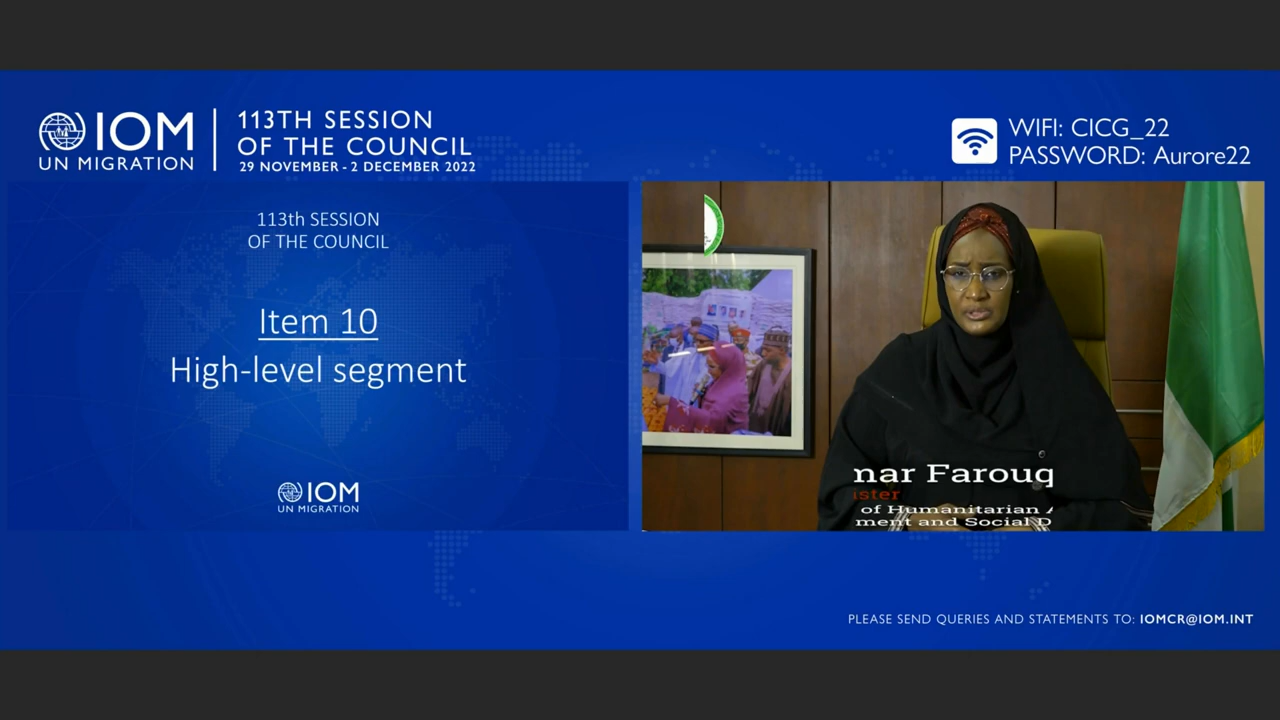 IOM
UN MIGRATION
113TH SESSION
OF THE COUNCIL
29 NOVEMBER - 2 DECEMBER 2022
WIFI: CICG_22
PASSWORD: Aurore22
113th SESSION
OF THE COUNCIL
Item 10
High-level segment
IOM
UN MIGRATION
nar Farouq
ister
of Humanitarian A
ment and Social D
PLEASE SEND QUERIES AND STATEMENTS TO: IOMCR@IOM.INT